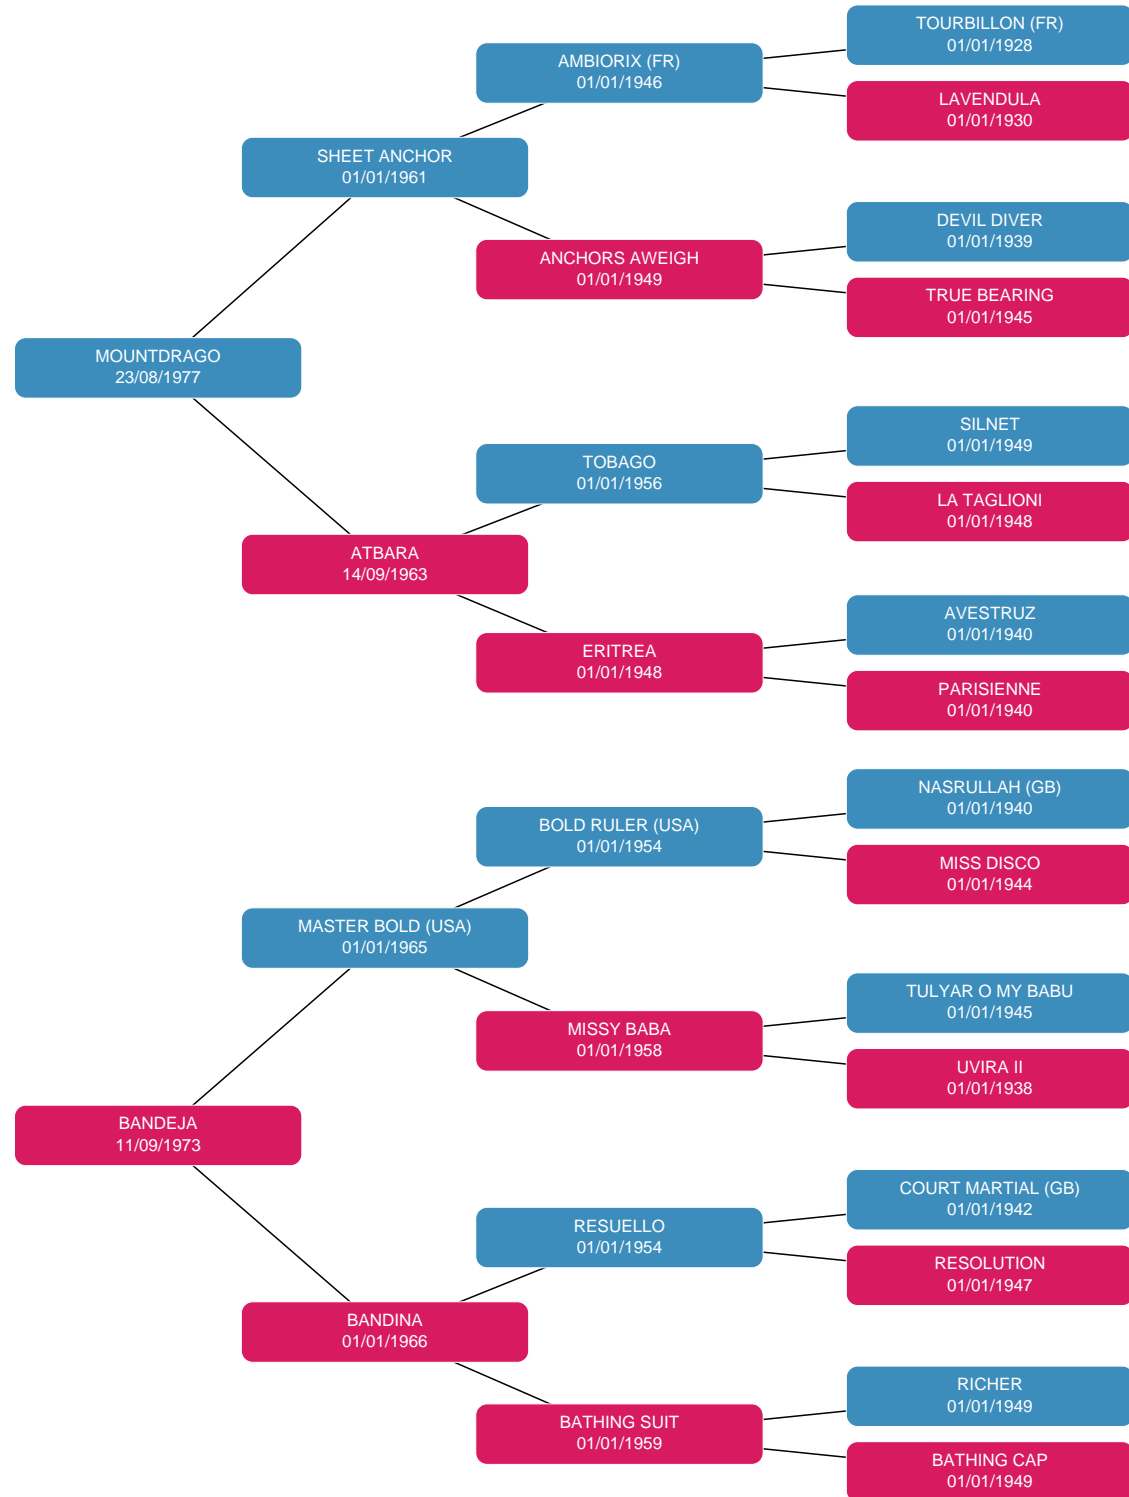 TOURBILLON (FR)
01/01/1928
AMBIORIX (FR)
01/01/1946
LAVENDULA
01/01/1930
SHEET ANCHOR
01/01/1961
DEVIL DIVER
01/01/1939
ANCHORS AWEIGH
01/01/1949
TRUE BEARING
01/01/1945
MOUNTDRAGO
23/08/1977
SILNET
01/01/1949
TOBAGO
01/01/1956
LA TAGLIONI
01/01/1948
ATBARA
14/09/1963
AVESTRUZ
01/01/1940
ERITREA
01/01/1948
PARISIENNE
01/01/1940
NASRULLAH (GB)
01/01/1940
BOLD RULER (USA)
01/01/1954
MISS DISCO
01/01/1944
MASTER BOLD (USA)
01/01/1965
TULYAR O MY BABU
01/01/1945
MISSY BABA
01/01/1958
UVIRA II
01/01/1938
BANDEJA
11/09/1973
COURT MARTIAL (GB)
01/01/1942
RESUELLO
01/01/1954
RESOLUTION
01/01/1947
BANDINA
01/01/1966
RICHER
01/01/1949
BATHING SUIT
01/01/1959
BATHING CAP
01/01/1949